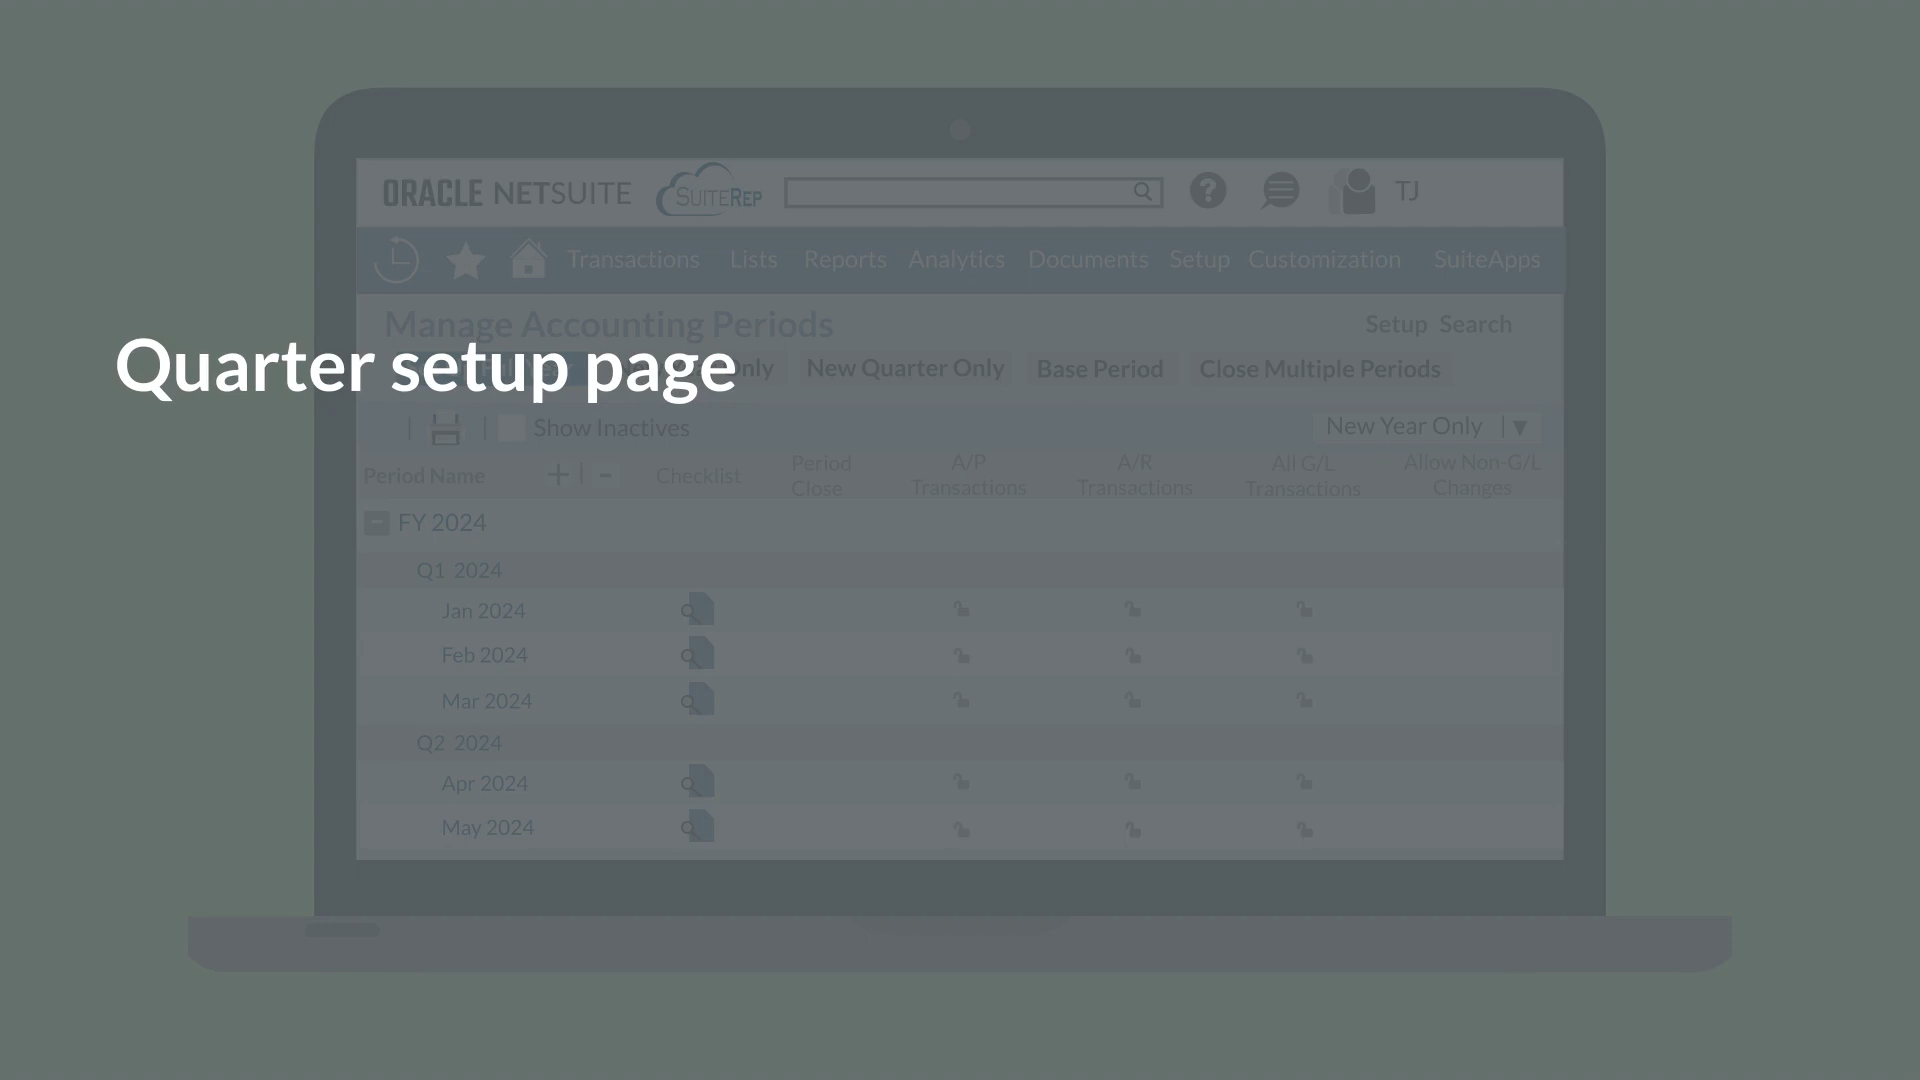 ORACLE NETSUITE SUITEREP TJ
Transactions Lists Reports Analytics Documents Setup Customization SuiteApps
Manage Accounting Periods Setup Search
Quarter setup page
Only New Quarter Only Base Period Close Multiple Periods
Show Inactives New Year Only
Period Name + | - Checklist Period Close A/P Transactions A/R Transactions All G/L Transactions Allow Non-G/L Changes
FY 2024
Q1 2024
Jan 2024
Feb 2024
Mar 2024
Q2 2024
Apr 2024
May 2024